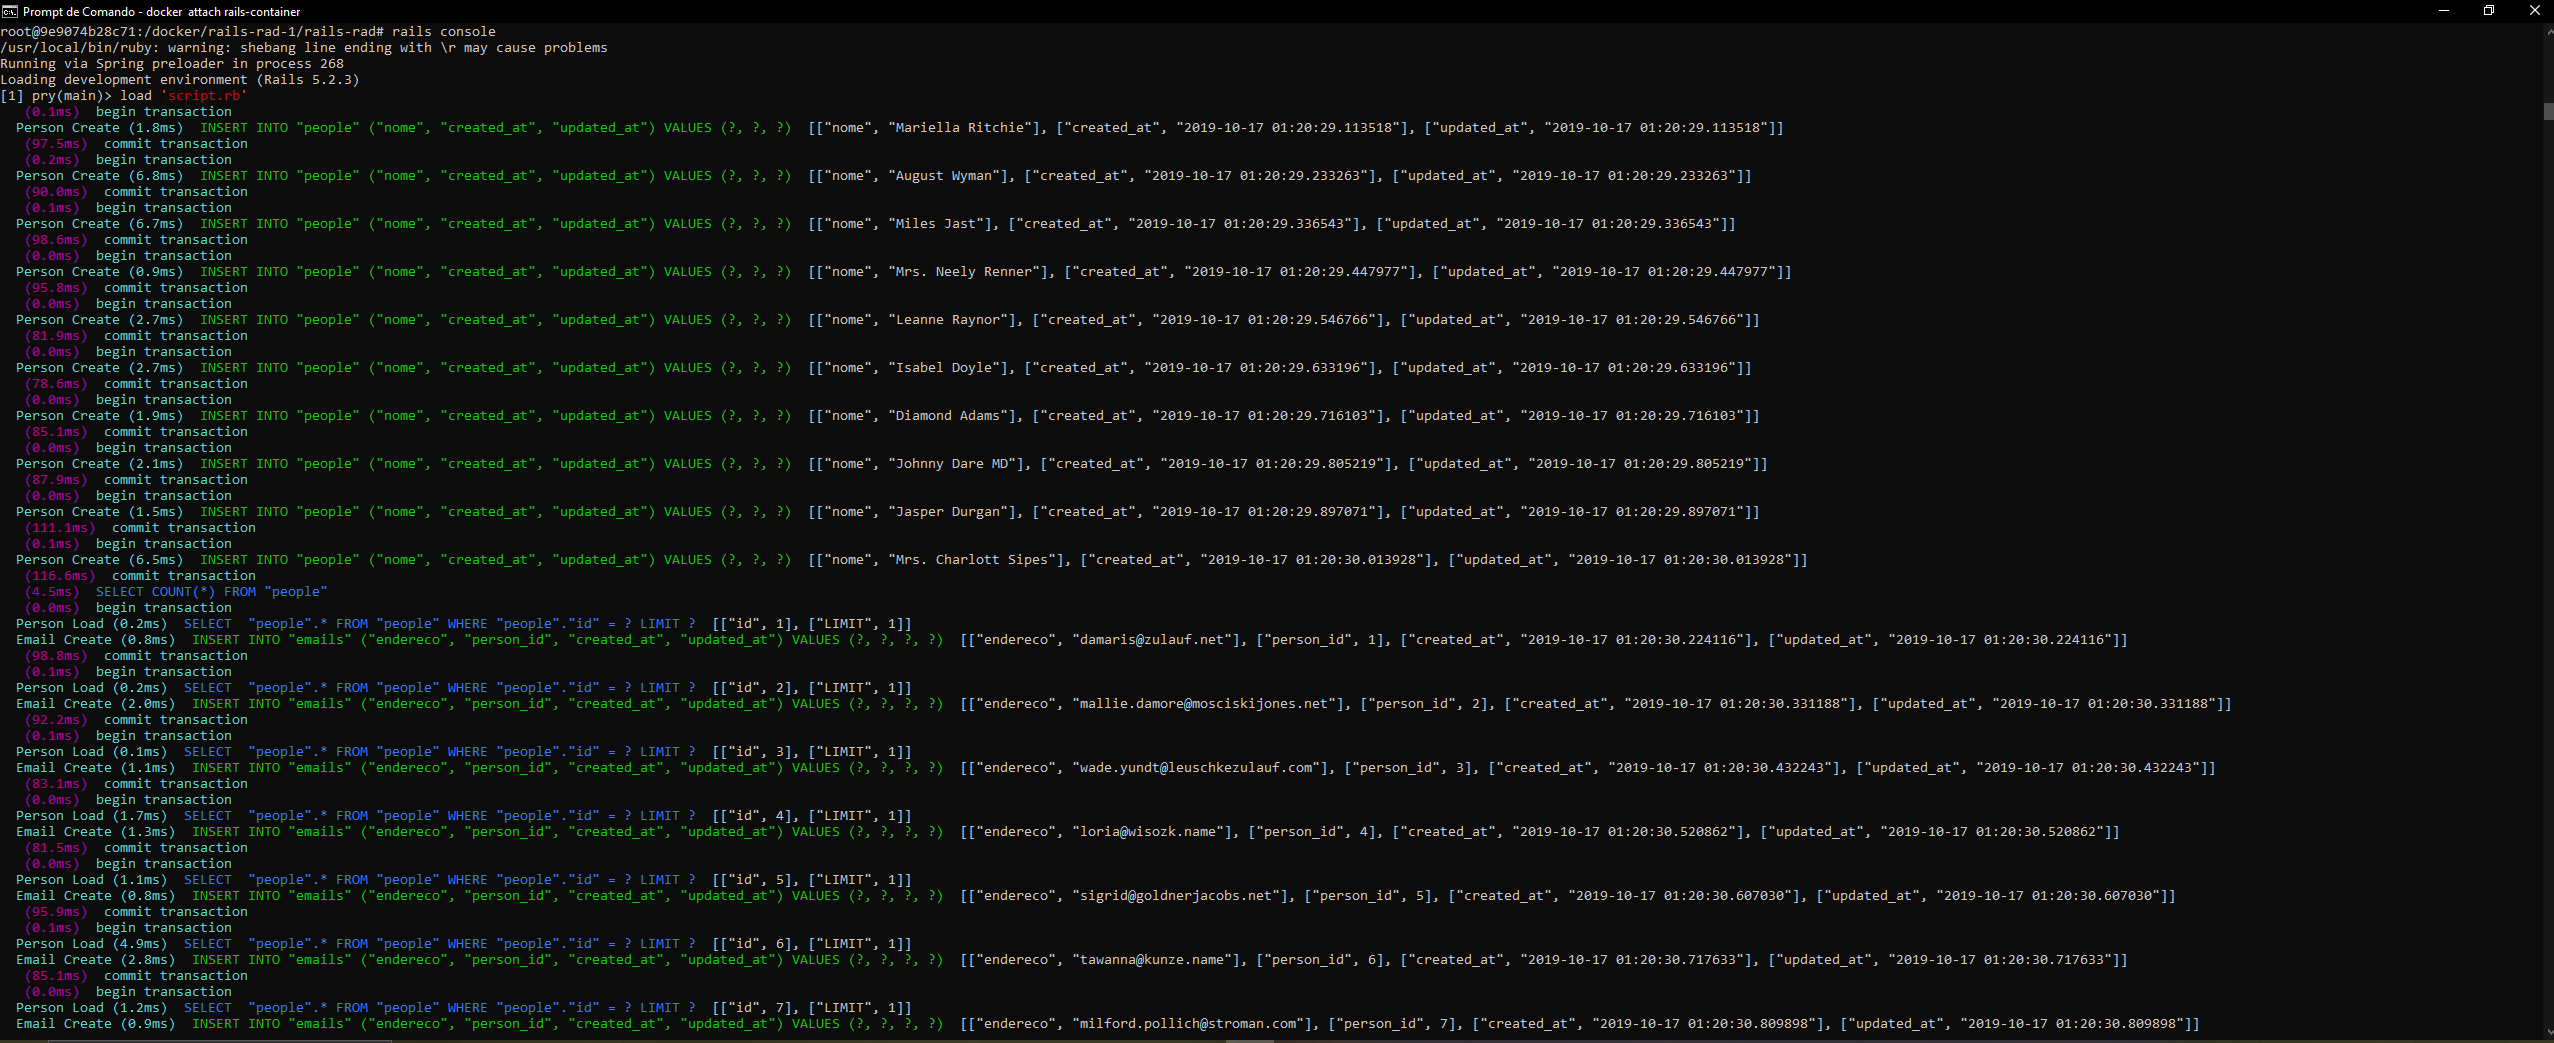 Prompt de Comando - docker  attach rails-container
root@9e9074b28c71:/docker/rails-rad-1/rails-rad# rails console
/usr/local/bin/ruby: warning: shebang line ending with \r may cause problems
Running via Spring preloader in process 268
Loading development environment (Rails 5.2.3)
[1] pry(main)> load 'script.rb'
   (0.1ms)  begin transaction
  Person Create (1.8ms)  INSERT INTO "people" ("nome", "created_at", "updated_at") VALUES (?, ?, ?)  [["nome", "Mariella Ritchie"], ["created_at", "2019-10-17 01:20:29.113518"], ["updated_at", "2019-10-17 01:20:29.113518"]]
   (97.5ms)  commit transaction
   (0.2ms)  begin transaction
  Person Create (6.8ms)  INSERT INTO "people" ("nome", "created_at", "updated_at") VALUES (?, ?, ?)  [["nome", "August Wyman"], ["created_at", "2019-10-17 01:20:29.233263"], ["updated_at", "2019-10-17 01:20:29.233263"]]
   (90.0ms)  commit transaction
   (0.1ms)  begin transaction
  Person Create (6.7ms)  INSERT INTO "people" ("nome", "created_at", "updated_at") VALUES (?, ?, ?)  [["nome", "Miles Jast"], ["created_at", "2019-10-17 01:20:29.336543"], ["updated_at", "2019-10-17 01:20:29.336543"]]
   (98.6ms)  commit transaction
   (0.0ms)  begin transaction
  Person Create (0.9ms)  INSERT INTO "people" ("nome", "created_at", "updated_at") VALUES (?, ?, ?)  [["nome", "Mrs. Neely Renner"], ["created_at", "2019-10-17 01:20:29.447977"], ["updated_at", "2019-10-17 01:20:29.447977"]]
   (95.8ms)  commit transaction
   (0.0ms)  begin transaction
  Person Create (2.7ms)  INSERT INTO "people" ("nome", "created_at", "updated_at") VALUES (?, ?, ?)  [["nome", "Leanne Raynor"], ["created_at", "2019-10-17 01:20:29.546766"], ["updated_at", "2019-10-17 01:20:29.546766"]]
   (81.9ms)  commit transaction
   (0.0ms)  begin transaction
  Person Create (2.7ms)  INSERT INTO "people" ("nome", "created_at", "updated_at") VALUES (?, ?, ?)  [["nome", "Isabel Doyle"], ["created_at", "2019-10-17 01:20:29.633196"], ["updated_at", "2019-10-17 01:20:29.633196"]]
   (78.6ms)  commit transaction
   (0.0ms)  begin transaction
  Person Create (1.9ms)  INSERT INTO "people" ("nome", "created_at", "updated_at") VALUES (?, ?, ?)  [["nome", "Diamond Adams"], ["created_at", "2019-10-17 01:20:29.716103"], ["updated_at", "2019-10-17 01:20:29.716103"]]
   (85.1ms)  commit transaction
   (0.0ms)  begin transaction
  Person Create (2.1ms)  INSERT INTO "people" ("nome", "created_at", "updated_at") VALUES (?, ?, ?)  [["nome", "Johnny Dare MD"], ["created_at", "2019-10-17 01:20:29.805219"], ["updated_at", "2019-10-17 01:20:29.805219"]]
   (87.9ms)  commit transaction
   (0.0ms)  begin transaction
  Person Create (1.5ms)  INSERT INTO "people" ("nome", "created_at", "updated_at") VALUES (?, ?, ?)  [["nome", "Jasper Durgan"], ["created_at", "2019-10-17 01:20:29.897071"], ["updated_at", "2019-10-17 01:20:29.897071"]]
   (111.1ms)  commit transaction
   (0.1ms)  begin transaction
  Person Create (6.5ms)  INSERT INTO "people" ("nome", "created_at", "updated_at") VALUES (?, ?, ?)  [["nome", "Mrs. Charlott Sipes"], ["created_at", "2019-10-17 01:20:30.013928"], ["updated_at", "2019-10-17 01:20:30.013928"]]
   (116.6ms)  commit transaction
   (4.5ms)  SELECT COUNT(*) FROM "people"
   (0.0ms)  begin transaction
  Person Load (0.2ms)  SELECT  "people".* FROM "people" WHERE "people"."id" = ? LIMIT ?  [["id", 1], ["LIMIT", 1]]
  Email Create (0.8ms)  INSERT INTO "emails" ("endereco", "person_id", "created_at", "updated_at") VALUES (?, ?, ?, ?)  [["endereco", "damaris@zulauf.net"], ["person_id", 1], ["created_at", "2019-10-17 01:20:30.224116"], ["updated_at", "2019-10-17 01:20:30.224116"]]
   (98.8ms)  commit transaction
   (0.1ms)  begin transaction
  Person Load (0.2ms)  SELECT  "people".* FROM "people" WHERE "people"."id" = ? LIMIT ?  [["id", 2], ["LIMIT", 1]]
  Email Create (2.0ms)  INSERT INTO "emails" ("endereco", "person_id", "created_at", "updated_at") VALUES (?, ?, ?, ?)  [["endereco", "mallie.damore@mosciskijones.net"], ["person_id", 2], ["created_at", "2019-10-17 01:20:30.331188"], ["updated_at", "2019-10-17 01:20:30.331188"]]
   (92.2ms)  commit transaction
   (0.1ms)  begin transaction
  Person Load (0.1ms)  SELECT  "people".* FROM "people" WHERE "people"."id" = ? LIMIT ?  [["id", 3], ["LIMIT", 1]]
  Email Create (1.1ms)  INSERT INTO "emails" ("endereco", "person_id", "created_at", "updated_at") VALUES (?, ?, ?, ?)  [["endereco", "wade.yundt@leuschkezulauf.com"], ["person_id", 3], ["created_at", "2019-10-17 01:20:30.432243"], ["updated_at", "2019-10-17 01:20:30.432243"]]
   (83.1ms)  commit transaction
   (0.0ms)  begin transaction
  Person Load (1.7ms)  SELECT  "people".* FROM "people" WHERE "people"."id" = ? LIMIT ?  [["id", 4], ["LIMIT", 1]]
  Email Create (1.3ms)  INSERT INTO "emails" ("endereco", "person_id", "created_at", "updated_at") VALUES (?, ?, ?, ?)  [["endereco", "loria@wisozk.name"], ["person_id", 4], ["created_at", "2019-10-17 01:20:30.520862"], ["updated_at", "2019-10-17 01:20:30.520862"]]
   (81.5ms)  commit transaction
   (0.0ms)  begin transaction
  Person Load (1.1ms)  SELECT  "people".* FROM "people" WHERE "people"."id" = ? LIMIT ?  [["id", 5], ["LIMIT", 1]]
  Email Create (0.8ms)  INSERT INTO "emails" ("endereco", "person_id", "created_at", "updated_at") VALUES (?, ?, ?, ?)  [["endereco", "sigrid@goldnerjacobs.net"], ["person_id", 5], ["created_at", "2019-10-17 01:20:30.607030"], ["updated_at", "2019-10-17 01:20:30.607030"]]
   (95.9ms)  commit transaction
   (0.1ms)  begin transaction
  Person Load (4.9ms)  SELECT  "people".* FROM "people" WHERE "people"."id" = ? LIMIT ?  [["id", 6], ["LIMIT", 1]]
  Email Create (2.8ms)  INSERT INTO "emails" ("endereco", "person_id", "created_at", "updated_at") VALUES (?, ?, ?, ?)  [["endereco", "tawanna@kunze.name"], ["person_id", 6], ["created_at", "2019-10-17 01:20:30.717633"], ["updated_at", "2019-10-17 01:20:30.717633"]]
   (85.1ms)  commit transaction
   (0.0ms)  begin transaction
  Person Load (1.2ms)  SELECT  "people".* FROM "people" WHERE "people"."id" = ? LIMIT ?  [["id", 7], ["LIMIT", 1]]
  Email Create (0.9ms)  INSERT INTO "emails" ("endereco", "person_id", "created_at", "updated_at") VALUES (?, ?, ?, ?)  [["endereco", "milford.pollich@stroman.com"], ["person_id", 7], ["created_at", "2019-10-17 01:20:30.809898"], ["updated_at", "2019-10-17 01:20:30.809898"]]